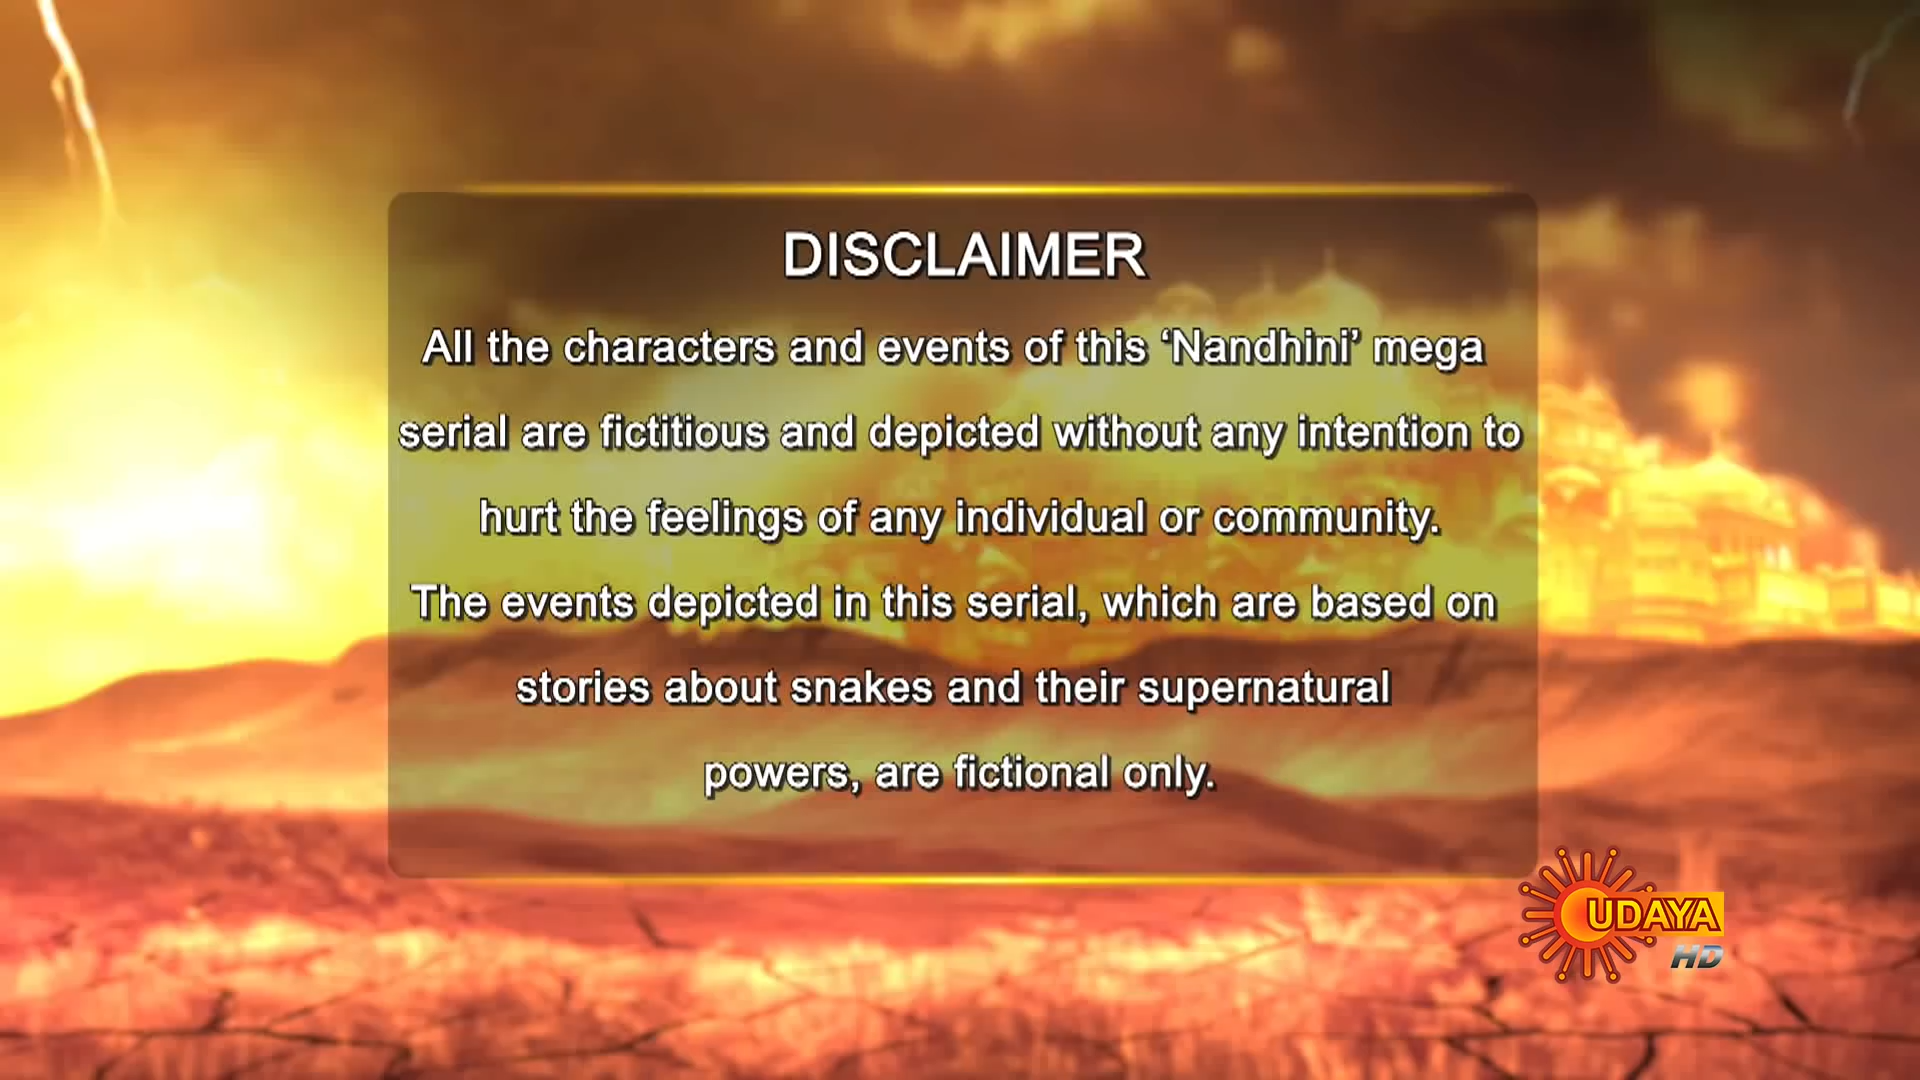 DISCLAIMER
All the characters and events of this ‘Nandhini’ mega
serial are fictitious and depicted without any intention to
hurt the feelings of any individual or community.
The events depicted in this serial, which are based on
stories about snakes and their supernatural
powers, are fictional only.
UDAYA
HD